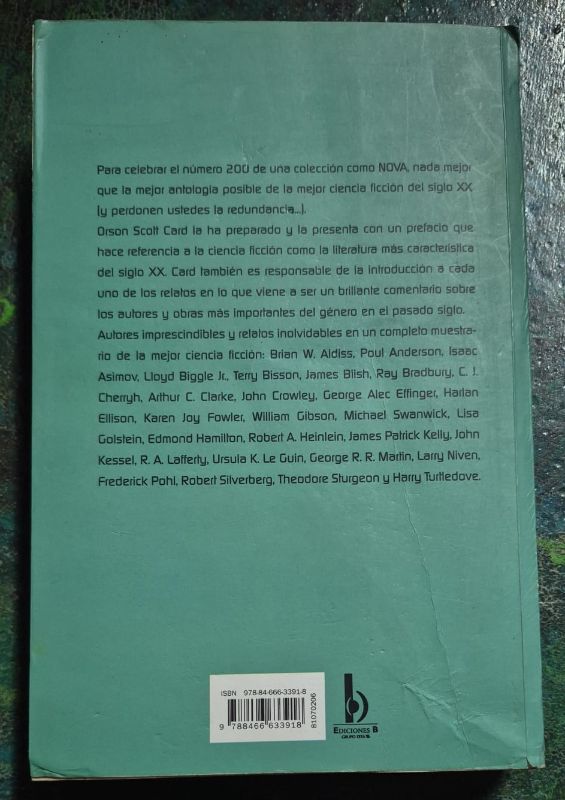 Para celebrar el número 200 de una colección como NOVA, nada mejor
que la mejor antología posible de la mejor ciencia ficción del siglo XX
(y perdonen ustedes la redundancia...).
Orson Scott Card la ha preparado y la presenta con un prefacio que
hace referencia a la ciencia ficción como la literatura más característica
del siglo XX. Card también es responsable de la introducción a cada
uno de los relatos en lo que viene a ser un brillante comentario sobre
los autores y obras más importantes del género en el pasado siglo.
Autores imprescindibles y relatos inolvidables en un completo muestra-
rio de la mejor ciencia ficción: Brian W. Aldiss, Poul Anderson, Isaac
Asimov, Lloyd Biggle Jr., Terry Bisson, James Blish, Ray Bradbury, C. J.
Cherryh, Arthur C. Clarke, John Crowley, George Alec Effinger, Harlan
Ellison, Karen Joy Fowler, William Gibson, Michael Swanwick, Lisa
Golstein, Edmond Hamilton, Robert A. Heinlein, James Patrick Kelly, John
Kessel, R. A. Lafferty, Ursula K. Le Guin, George R. R. Martin, Larry Niven,
Frederick Pohl, Robert Silverberg, Theodore Sturgeon y Harry Turtledove.
ISBN 978-84-666-3391-8
9 788466 633918
81070206
b
EDICIONES B
GRUPO ZETA